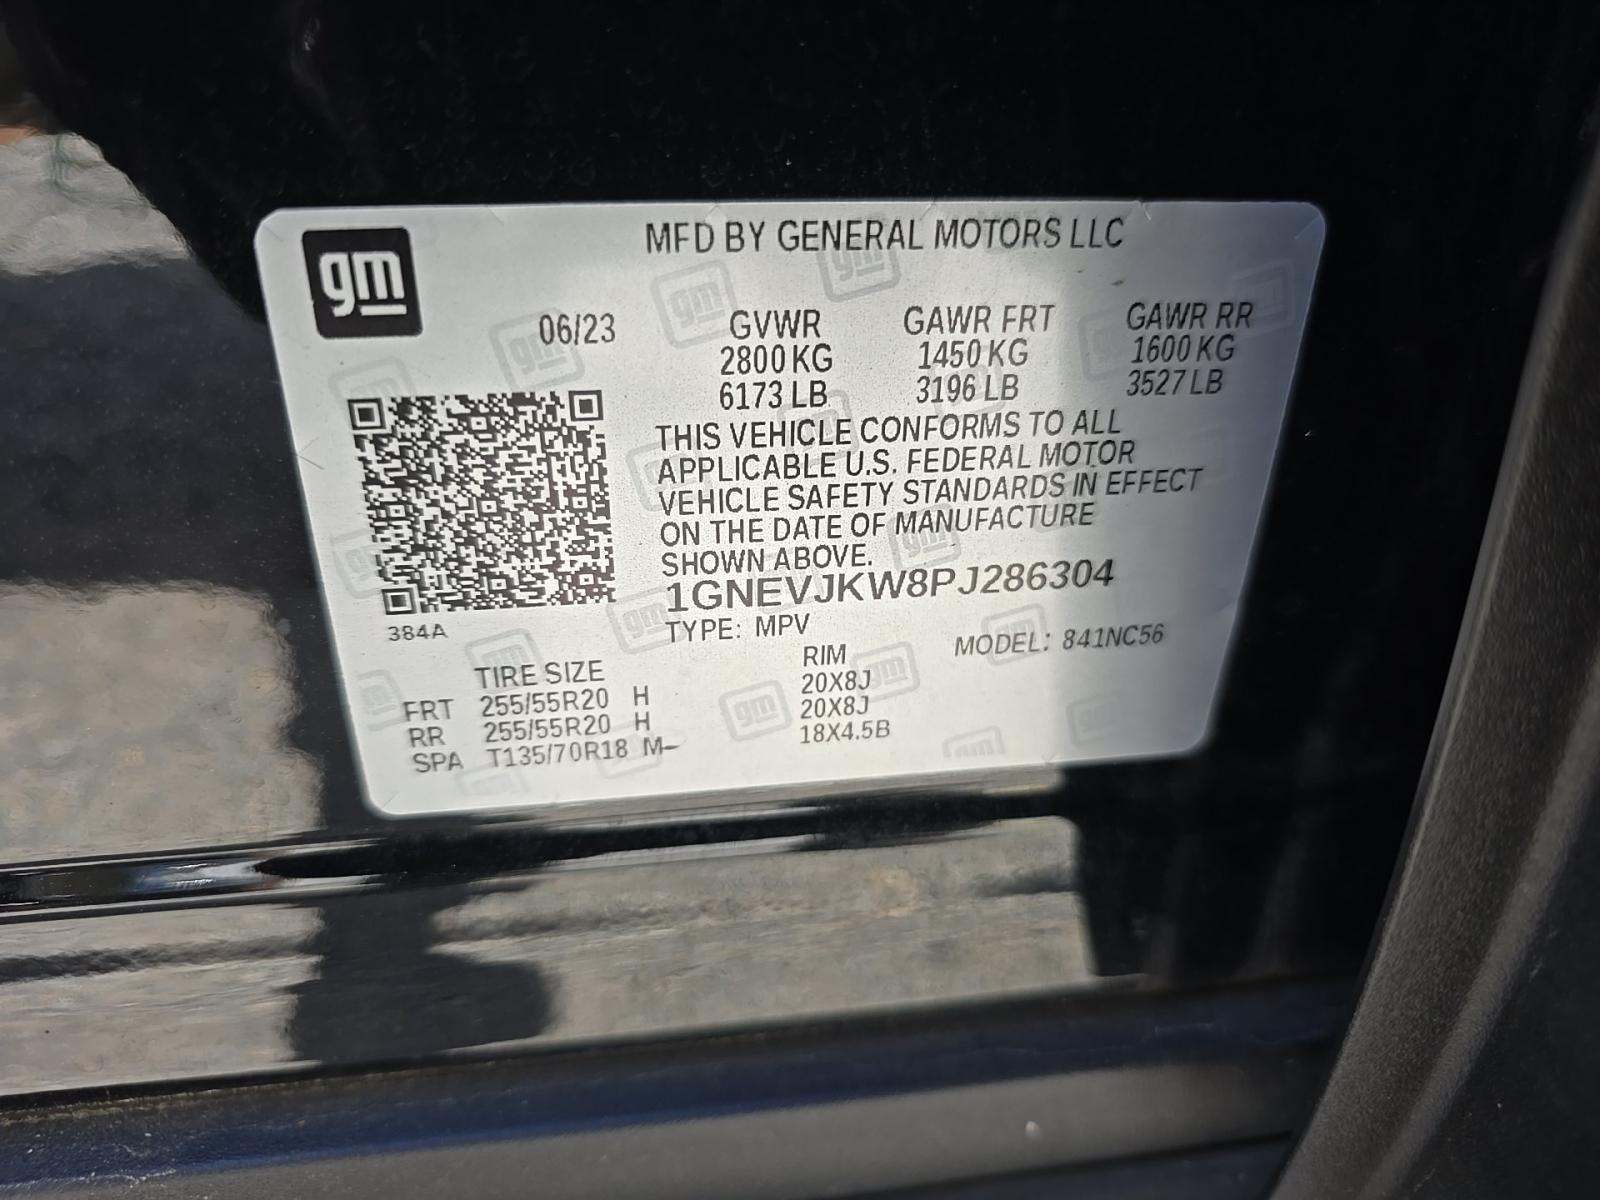 gm
MFD BY GENERAL MOTORS LLC
06/23 GVWR GAWR FRT GAWR RR
2800 KG 1450 KG 1600 KG
6173 LB 3196 LB 3527 LB
THIS VEHICLE CONFORMS TO ALL
APPLICABLE U.S. FEDERAL MOTOR
VEHICLE SAFETY STANDARDS IN EFFECT
ON THE DATE OF MANUFACTURE
SHOWN ABOVE.
1GNEVJKW8PJ286304
384A
TYPE: MPV MODEL: 841NC56
TIRE SIZE RIM
FRT 255/55R20 H 20X8J
RR 255/55R20 H 20X8J
SPA T135/70R18 M– 18X4.5B